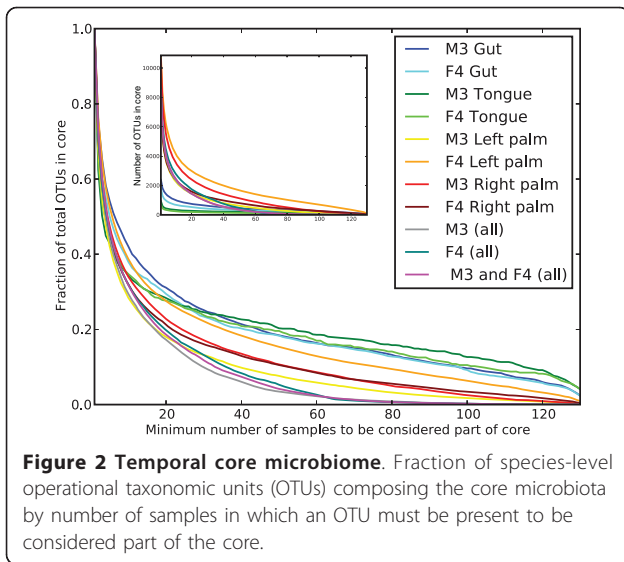 1.0
0.8
0.6
0.4
0.2
0.0
Fraction of total OTUs in core
20 40 60 80 100 120
Minimum number of samples to be considered part of core
10000
8000
6000
4000
2000
0
Number of OTUs in core
20 40 60 80 100 120
M3 Gut
F4 Gut
M3 Tongue
F4 Tongue
M3 Left palm
F4 Left palm
M3 Right palm
F4 Right palm
M3 (all)
F4 (all)
M3 and F4 (all)
Figure 2 Temporal core microbiome. Fraction of species-level
operational taxonomic units (OTUs) composing the core microbiota
by number of samples in which an OTU must be present to be
considered part of the core.